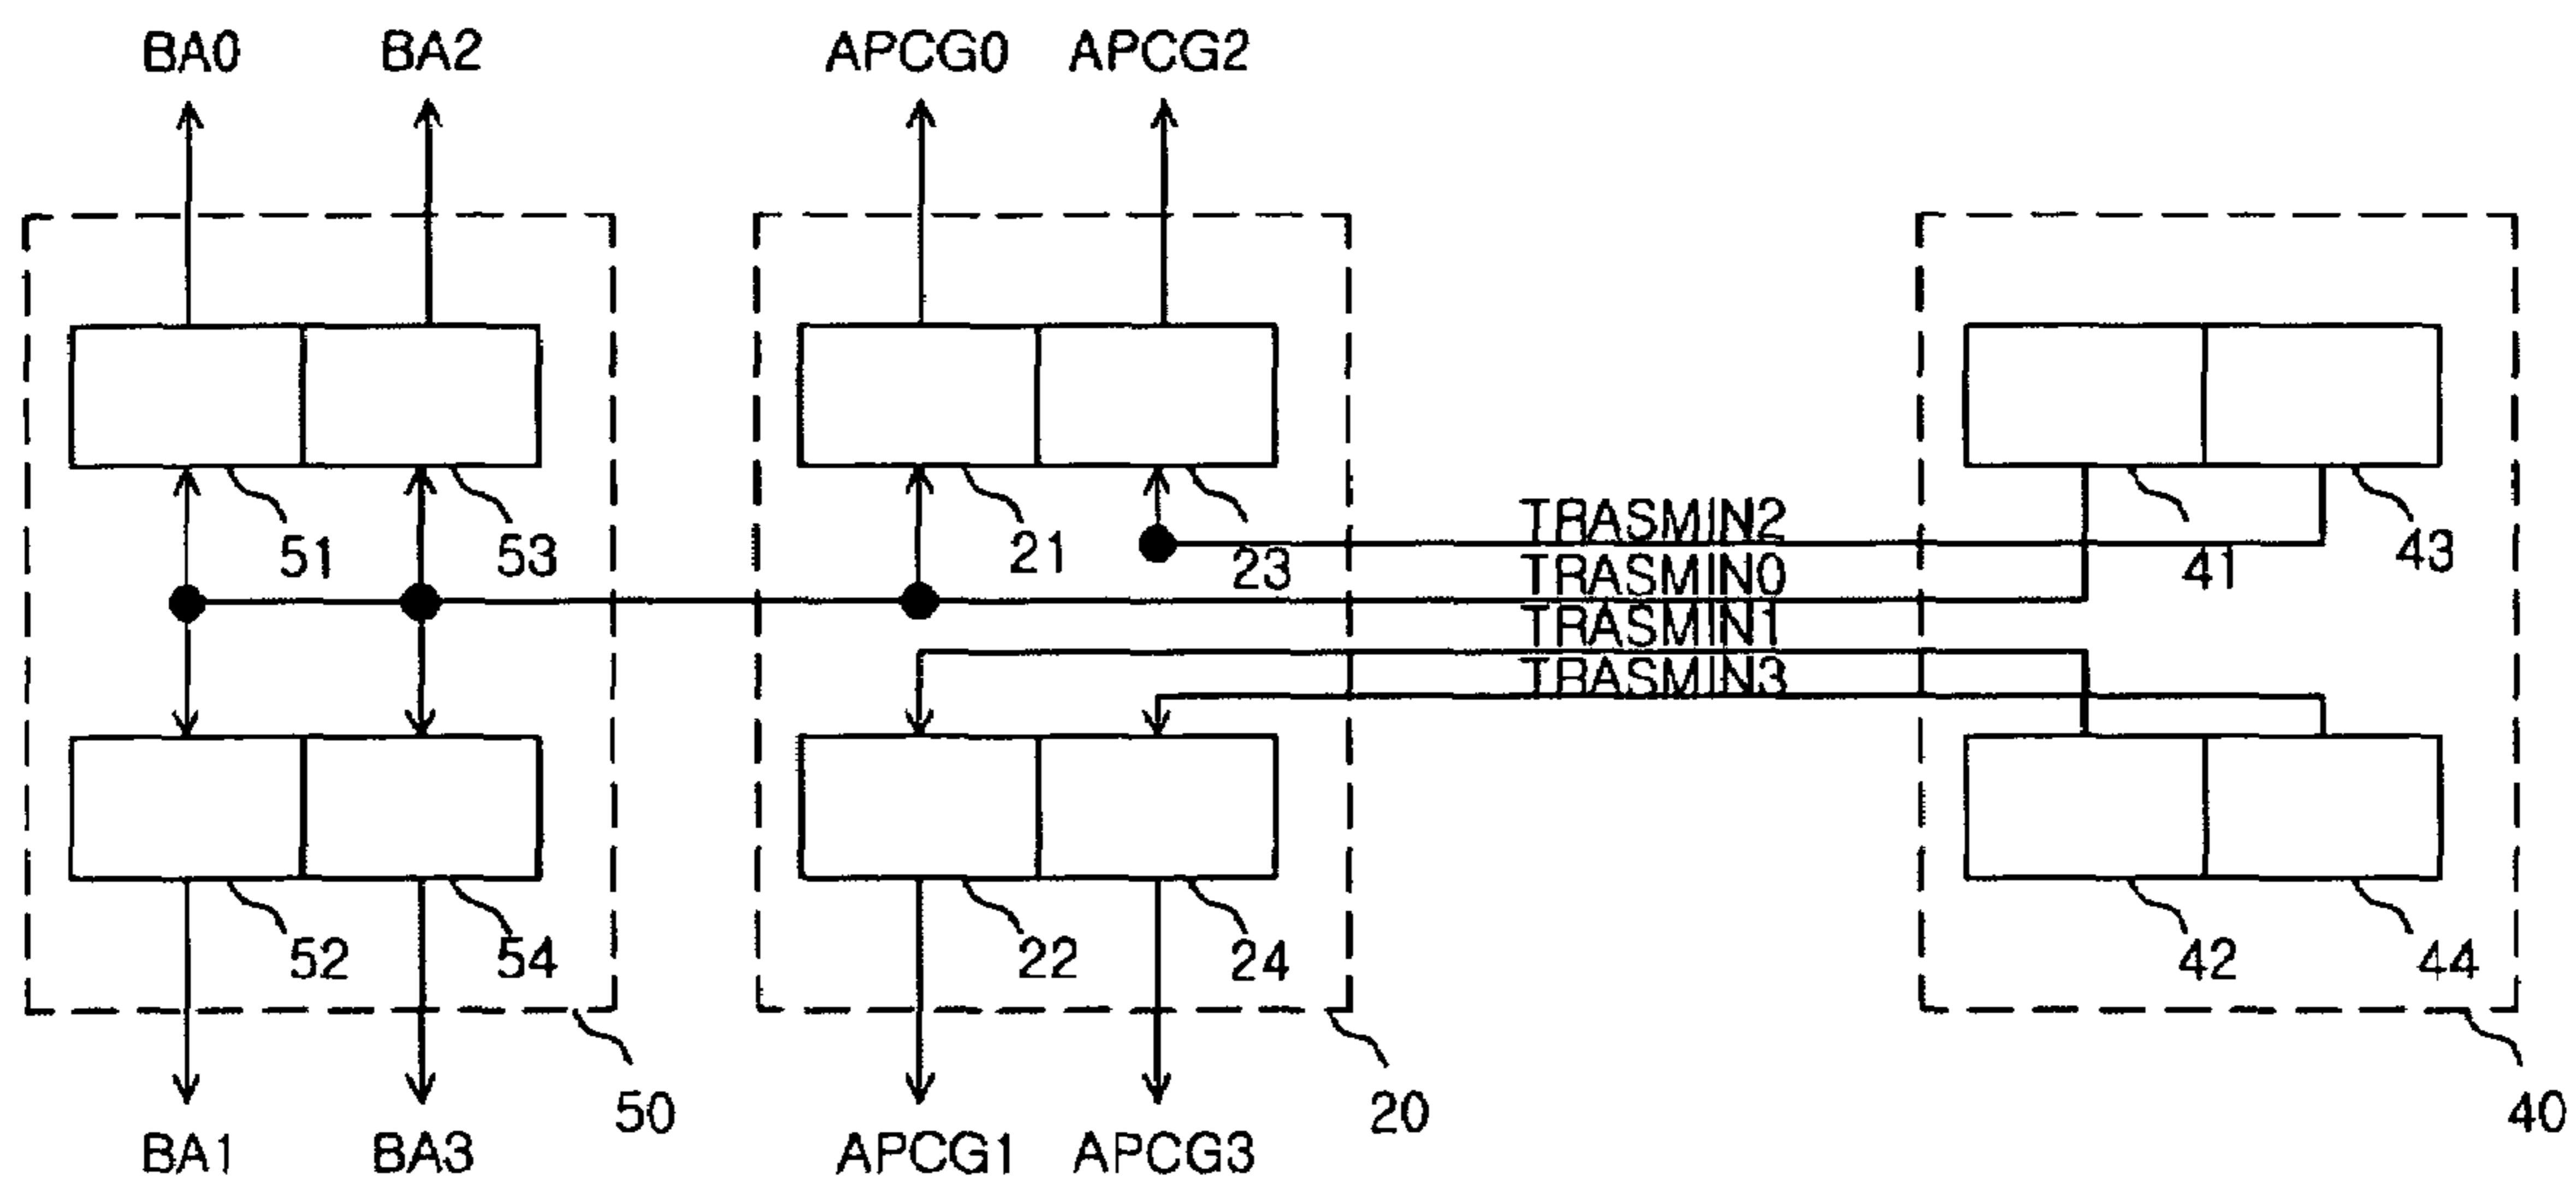 BA0 BA2 APCG0 APCG2
51 53 21 23 41 43
TRASMIN2
TRASMIN0
TRASMIN1
TRASMIN3
52 54 22 24 42 44
50 20 40
BA1 BA3 APCG1 APCG3